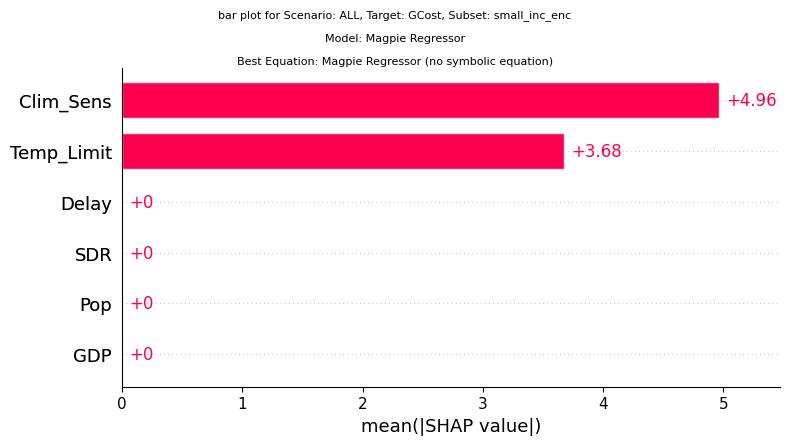 bar plot for Scenario: ALL, Target: GCost, Subset: small_inc_enc
Model: Magpie Regressor
Best Equation: Magpie Regressor (no symbolic equation)
Clim_Sens +4.96
Temp_Limit +3.68
Delay +0
SDR +0
Pop +0
GDP +0
0 1 2 3 4 5
mean(|SHAP value|)